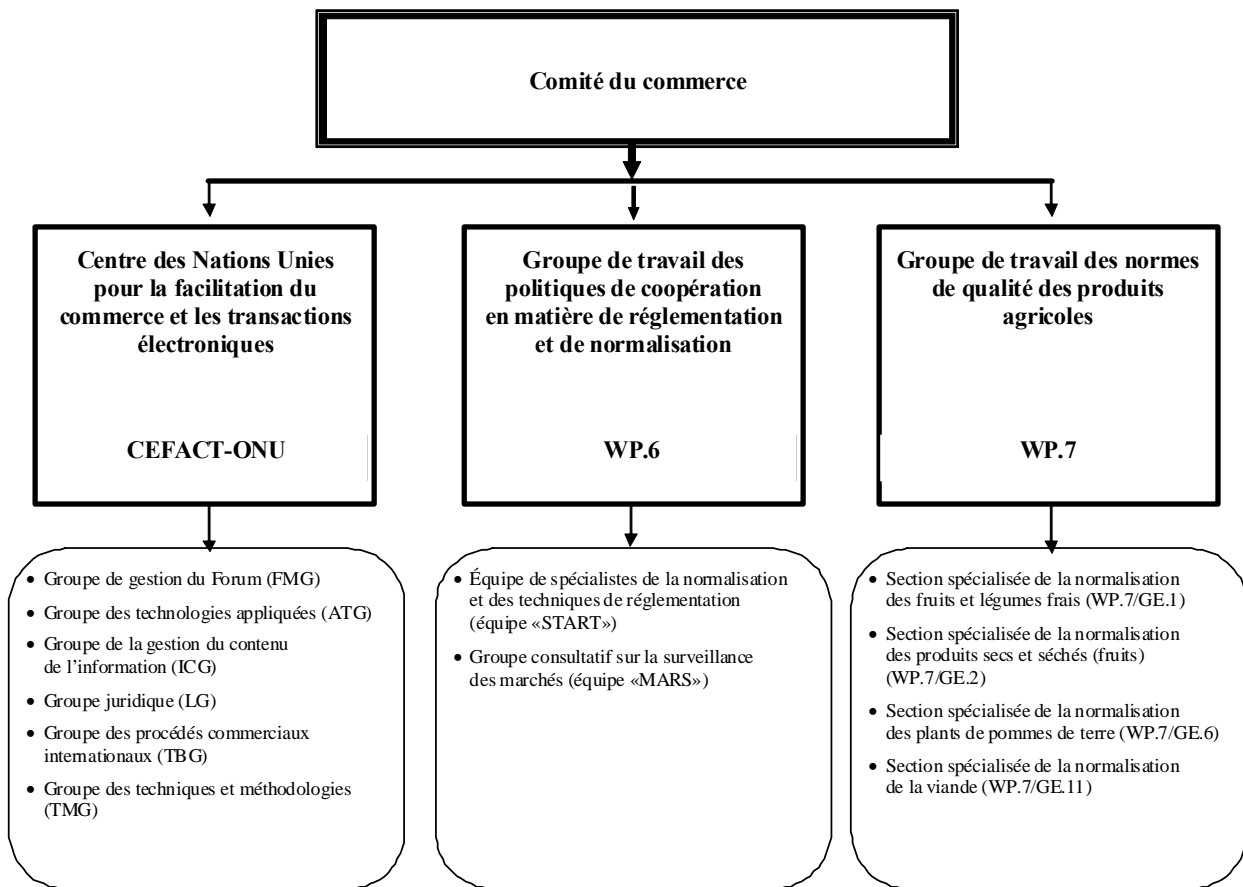 Comité du commerce
Centre des Nations Unies
pour la facilitation du
commerce et les transactions
électroniques
CEFACT-ONU
Groupe de travail des
politiques de coopération
en matière de réglementation
et de normalisation
WP.6
Groupe de travail des normes
de qualité des produits
agricoles
WP.7
• Groupe de gestion du Forum (FMG)
• Groupe des technologies appliquées (ATG)
• Groupe de la gestion du contenu
de l'information (ICG)
• Groupe juridique (LG)
• Groupe des procédés commerciaux
internationaux (TBG)
• Groupe des techniques et méthodologies
(TMG)
• Équipe de spécialistes de la normalisation
et des techniques de réglementation
(équipe «START»)
• Groupe consultatif sur la surveillance
des marchés (équipe «MARS»)
• Section spécialisée de la normalisation
des fruits et légumes frais (WP.7/GE.1)
• Section spécialisée de la normalisation
des produits secs et séchés (fruits)
(WP.7/GE.2)
• Section spécialisée de la normalisation
des plants de pommes de terre (WP.7/GE.6)
• Section spécialisée de la normalisation
de la viande (WP.7/GE.11)